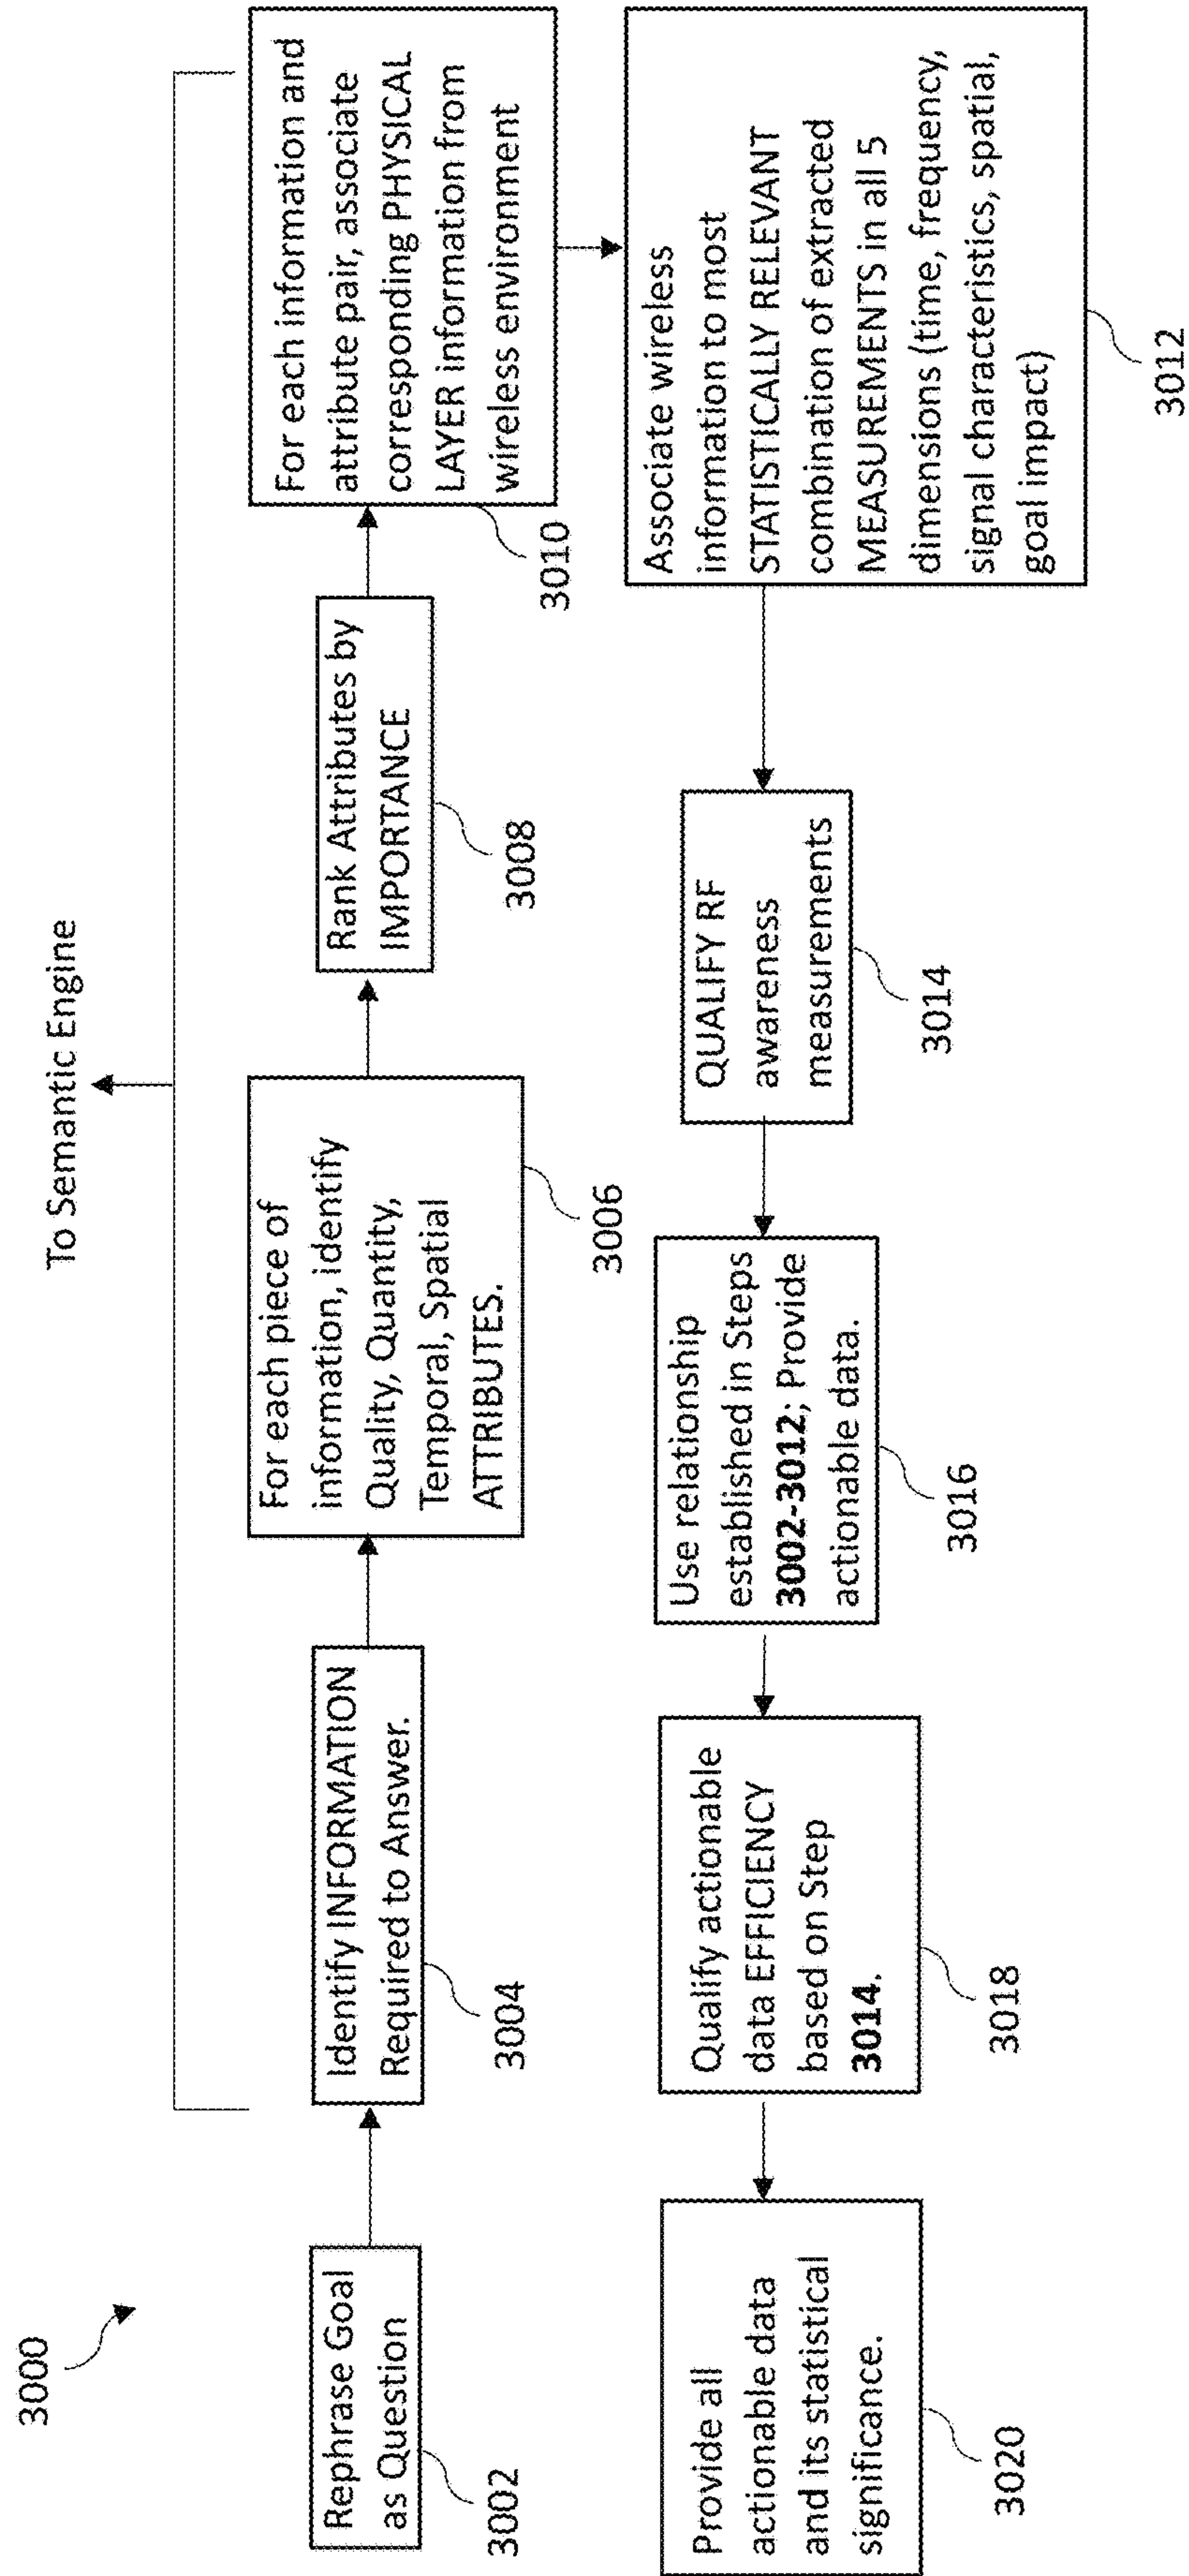 3000
To Semantic Engine
Rephrase Goal
as Question
3002
Identify INFORMATION
Required to Answer.
3004
For each piece of
information, identify
Quality, Quantity,
Temporal, Spatial
ATTRIBUTES.
3006
Rank Attributes by
IMPORTANCE
3008
For each information and
attribute pair, associate
corresponding PHYSICAL
LAYER information from
wireless environment
3010
Associate wireless
information to most
STATISTICALLY RELEVANT
combination of extracted
MEASUREMENTS in all 5
dimensions (time, frequency,
signal characteristics, spatial,
goal impact)
3012
QUALIFY RF
awareness
measurements
3014
Use relationship
established in Steps
3002-3012; Provide
actionable data.
3016
Qualify actionable
data EFFICIENCY
based on Step
3014.
3018
Provide all
actionable data
and its statistical
significance.
3020